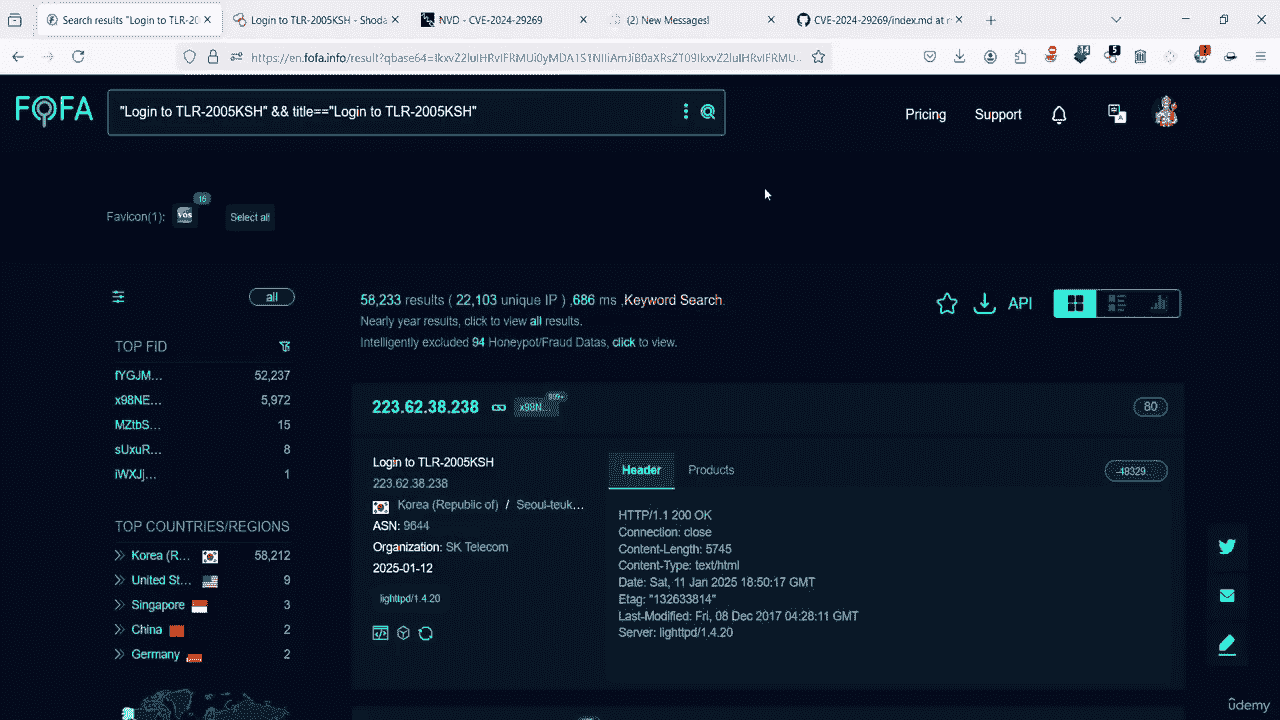 Search results "Login to TLR-2005
Login to TLR-2005KSH - Shoda
NVD - CVE-2024-29269
(2) New Messages!
CVE-2024-29269/index.md at
FOFA
"Login to TLR-2005KSH" && title=="Login to TLR-2005KSH"
Pricing
Support
Favicon(1):
16
Select all
all
58,233 results ( 22,103 unique IP ) ,686 ms ,Keyword Search.
Nearly year results, click to view all results.
Intelligently excluded 94 Honeypot/Fraud Datas, click to view.
API
TOP FID
fYGJM... 52,237
x98NE... 5,972
MZtbS... 15
sUxuR... 8
iWXJj... 1
TOP COUNTRIES/REGIONS
Korea (R... 58,212
United St... 9
Singapore 3
China 2
Germany 2
223.62.38.238
x98N...
80
Login to TLR-2005KSH
223.62.38.238
Korea (Republic of) / Seoul-teuk...
ASN: 9644
Organization: SK Telecom
2025-01-12
lighttpd/1.4.20
Header
Products
-48329...
HTTP/1.1 200 OK
Connection: close
Content-Length: 5745
Content-Type: text/html
Date: Sat, 11 Jan 2025 18:50:17 GMT
Etag: "132633814"
Last-Modified: Fri, 08 Dec 2017 04:28:11 GMT
Server: lighttpd/1.4.20
ûdemy